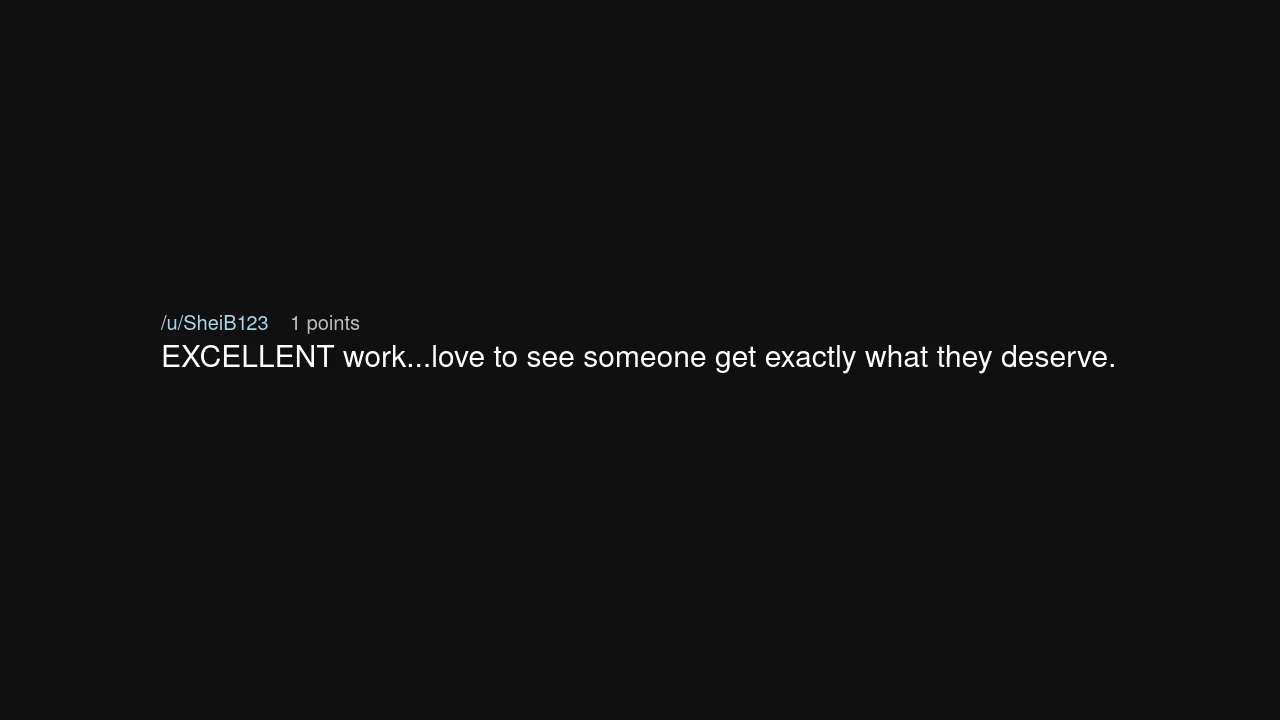 /u/SheiB123 1 points
EXCELLENT work...love to see someone get exactly what they deserve.